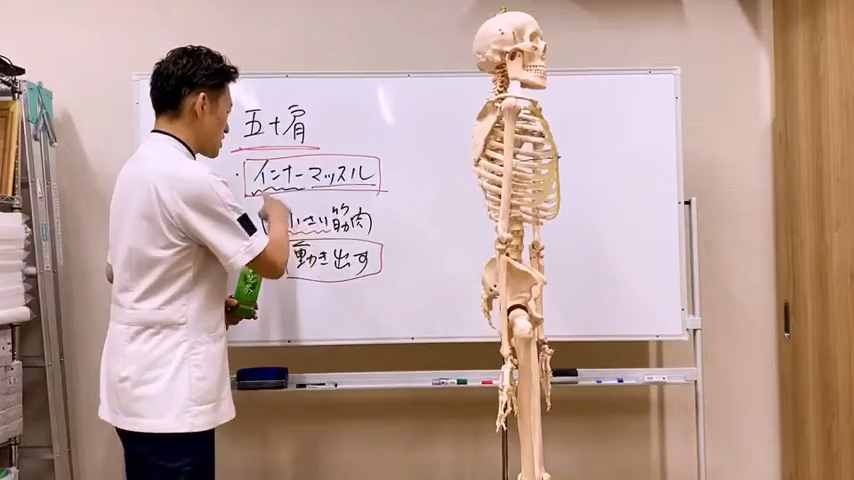 五十肩
・インナーマッスル
小さい筋肉
動き出す